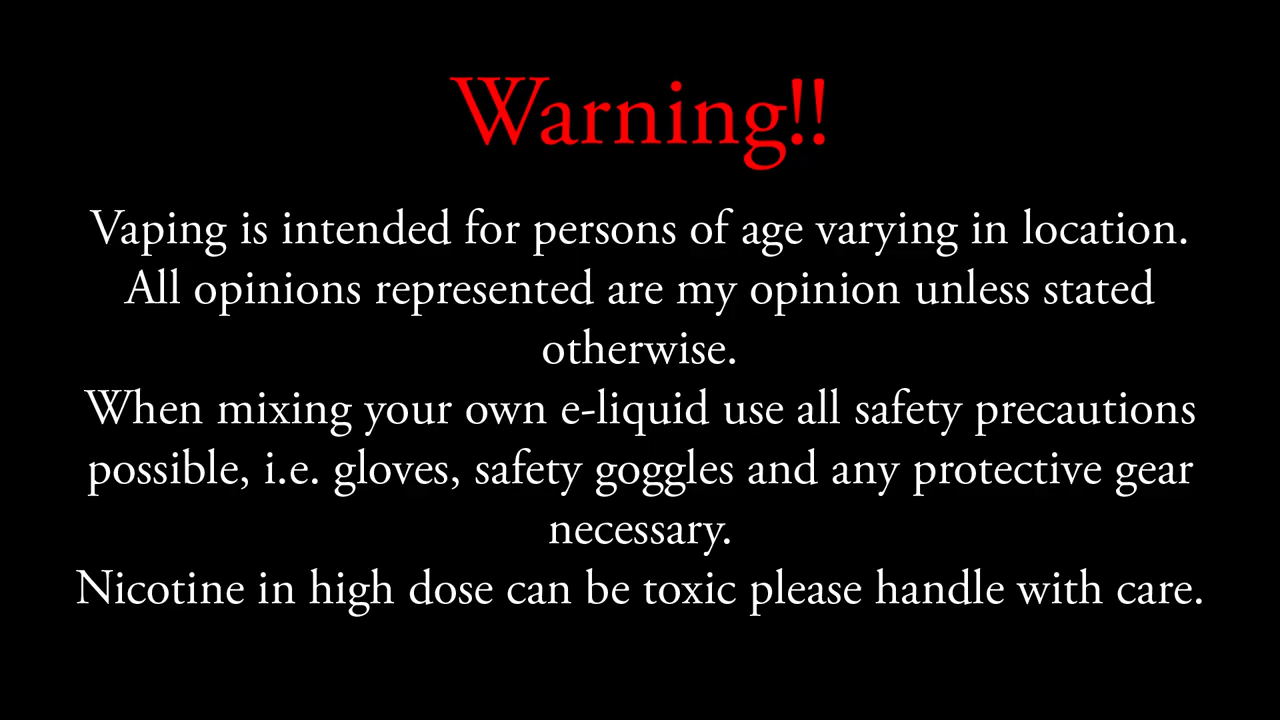 Warning!!
Vaping is intended for persons of age varying in location.
All opinions represented are my opinion unless stated
otherwise.
When mixing your own e-liquid use all safety precautions
possible, i.e. gloves, safety goggles and any protective gear
necessary.
Nicotine in high dose can be toxic please handle with care.